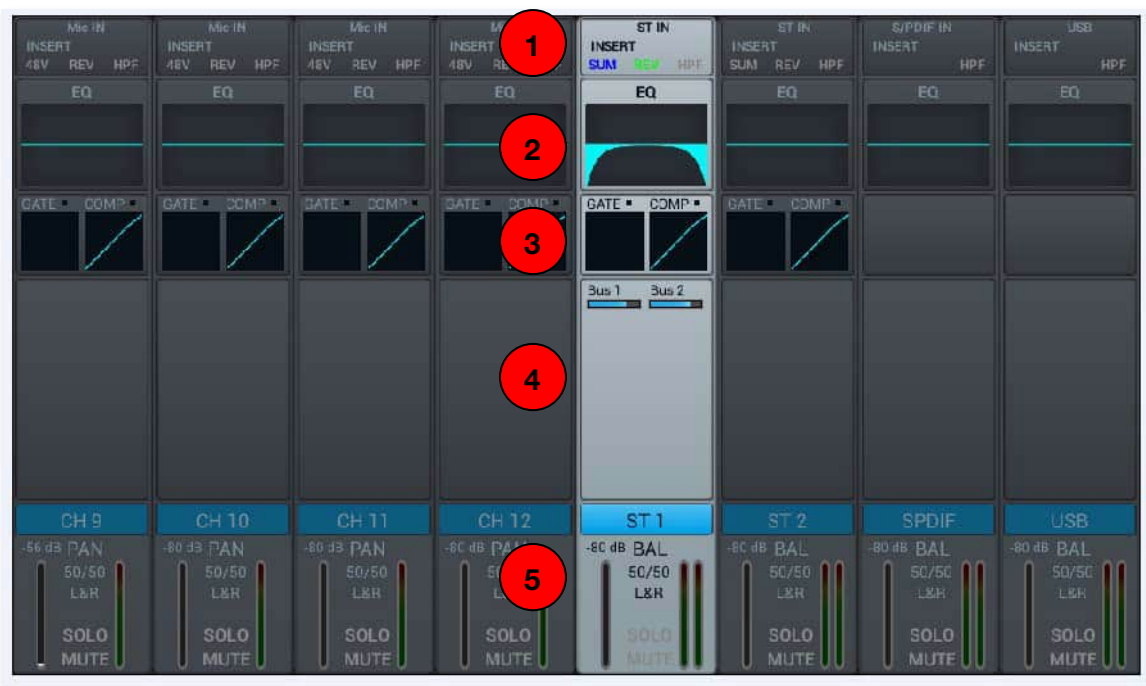 Mic IN Mic IN Mic IN 1 ST IN ST IN S/PDIF IN USB
INSERT INSERT INSERT INSERT INSERT INSERT INSERT INSERT
48V REV HPF 48V REV HPF 48V REV HPF 48V SUM REV HPF SUM REV HPF HPF HPF
EQ EQ EQ EQ EQ EQ EQ EQ
2
GATE COMP GATE COMP GATE COMP GATE COMP GATE COMP GATE COMP
3
Bus 1 Bus 2
4
CH 9 CH 10 CH 11 CH 12 ST 1 ST 2 SPDIF USB
-56 dB PAN -80 dB PAN -80 dB PAN -80 dB PAN -80 dB BAL -80 dB BAL -80 dB BAL -80 dB BAL
50/50 50/50 50/50 5 50/50 50/50 50/50 50/50
L&R L&R L&R L&R L&R L&R L&R
SOLO SOLO SOLO SOLO SOLO SOLO SOLO SOLO
MUTE MUTE MUTE MUTE MUTE MUTE MUTE MUTE